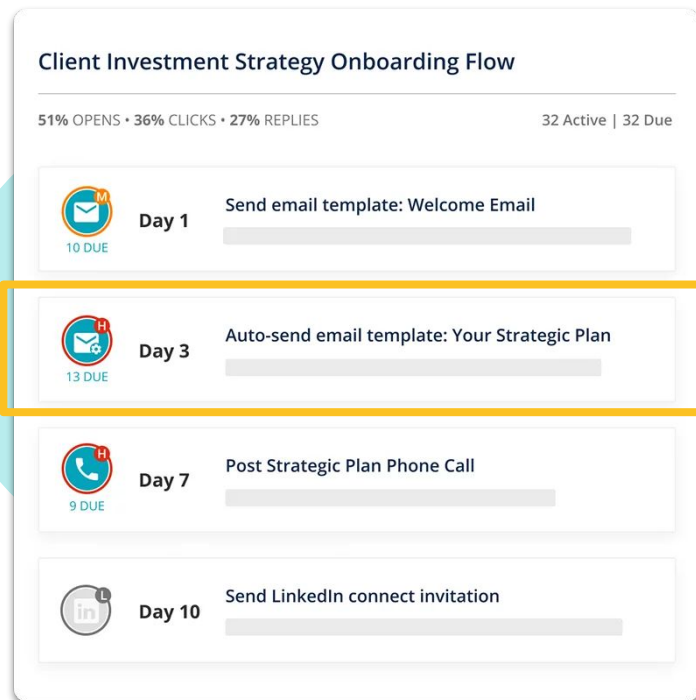 Client Investment Strategy Onboarding Flow
51% OPENS • 36% CLICKS • 27% REPLIES 32 Active | 32 Due
M
Day 1 Send email template: Welcome Email
10 DUE
H
Day 3 Auto-send email template: Your Strategic Plan
13 DUE
H
Day 7 Post Strategic Plan Phone Call
9 DUE
L
in Day 10 Send LinkedIn connect invitation